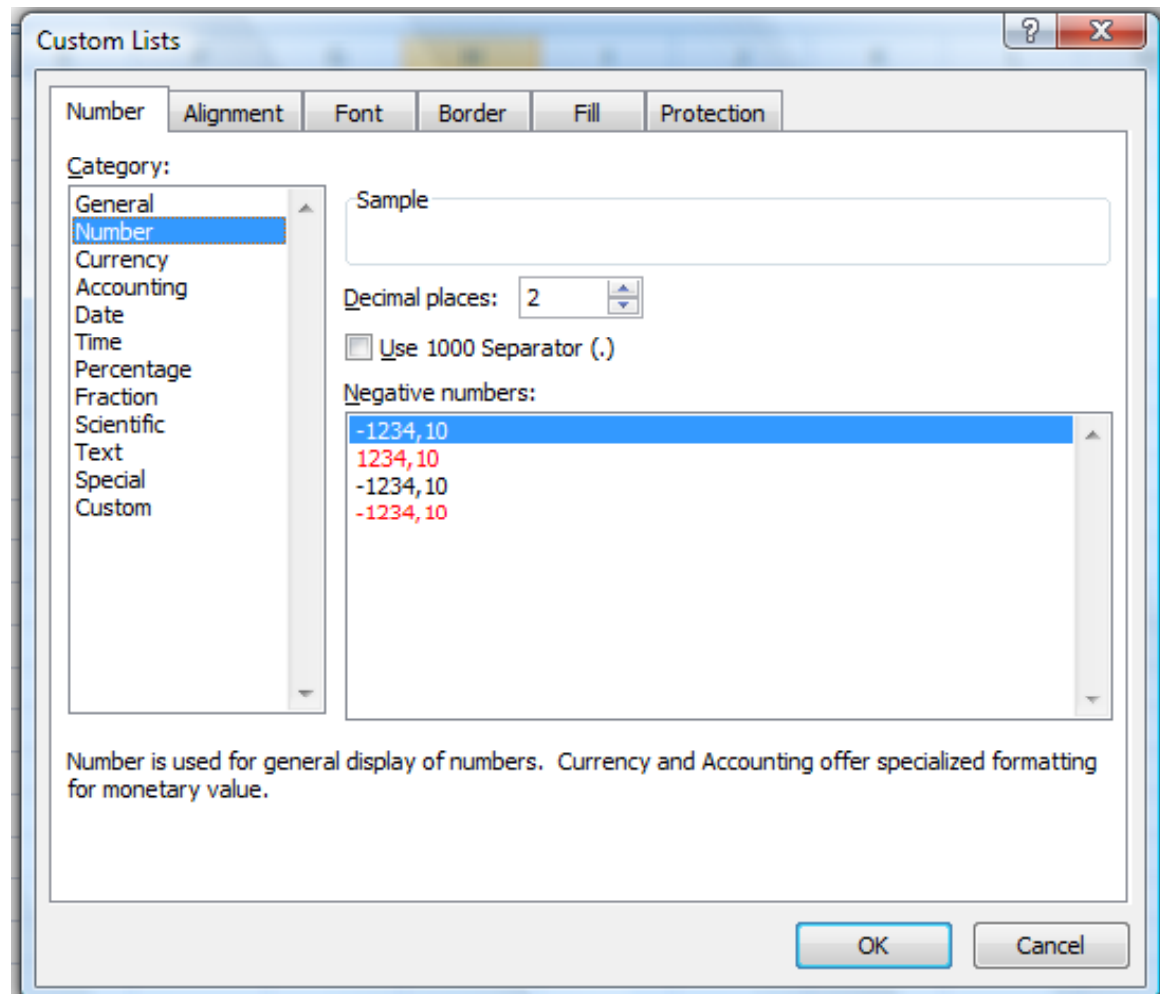 Custom Lists
Number Alignment Font Border Fill Protection
Category:
General
Number
Currency
Accounting
Date
Time
Percentage
Fraction
Scientific
Text
Special
Custom
Sample
Decimal places: 2
Use 1000 Separator (.)
Negative numbers:
-1234,10
1234,10
-1234,10
-1234,10
Number is used for general display of numbers. Currency and Accounting offer specialized formatting
for monetary value.
OK Cancel